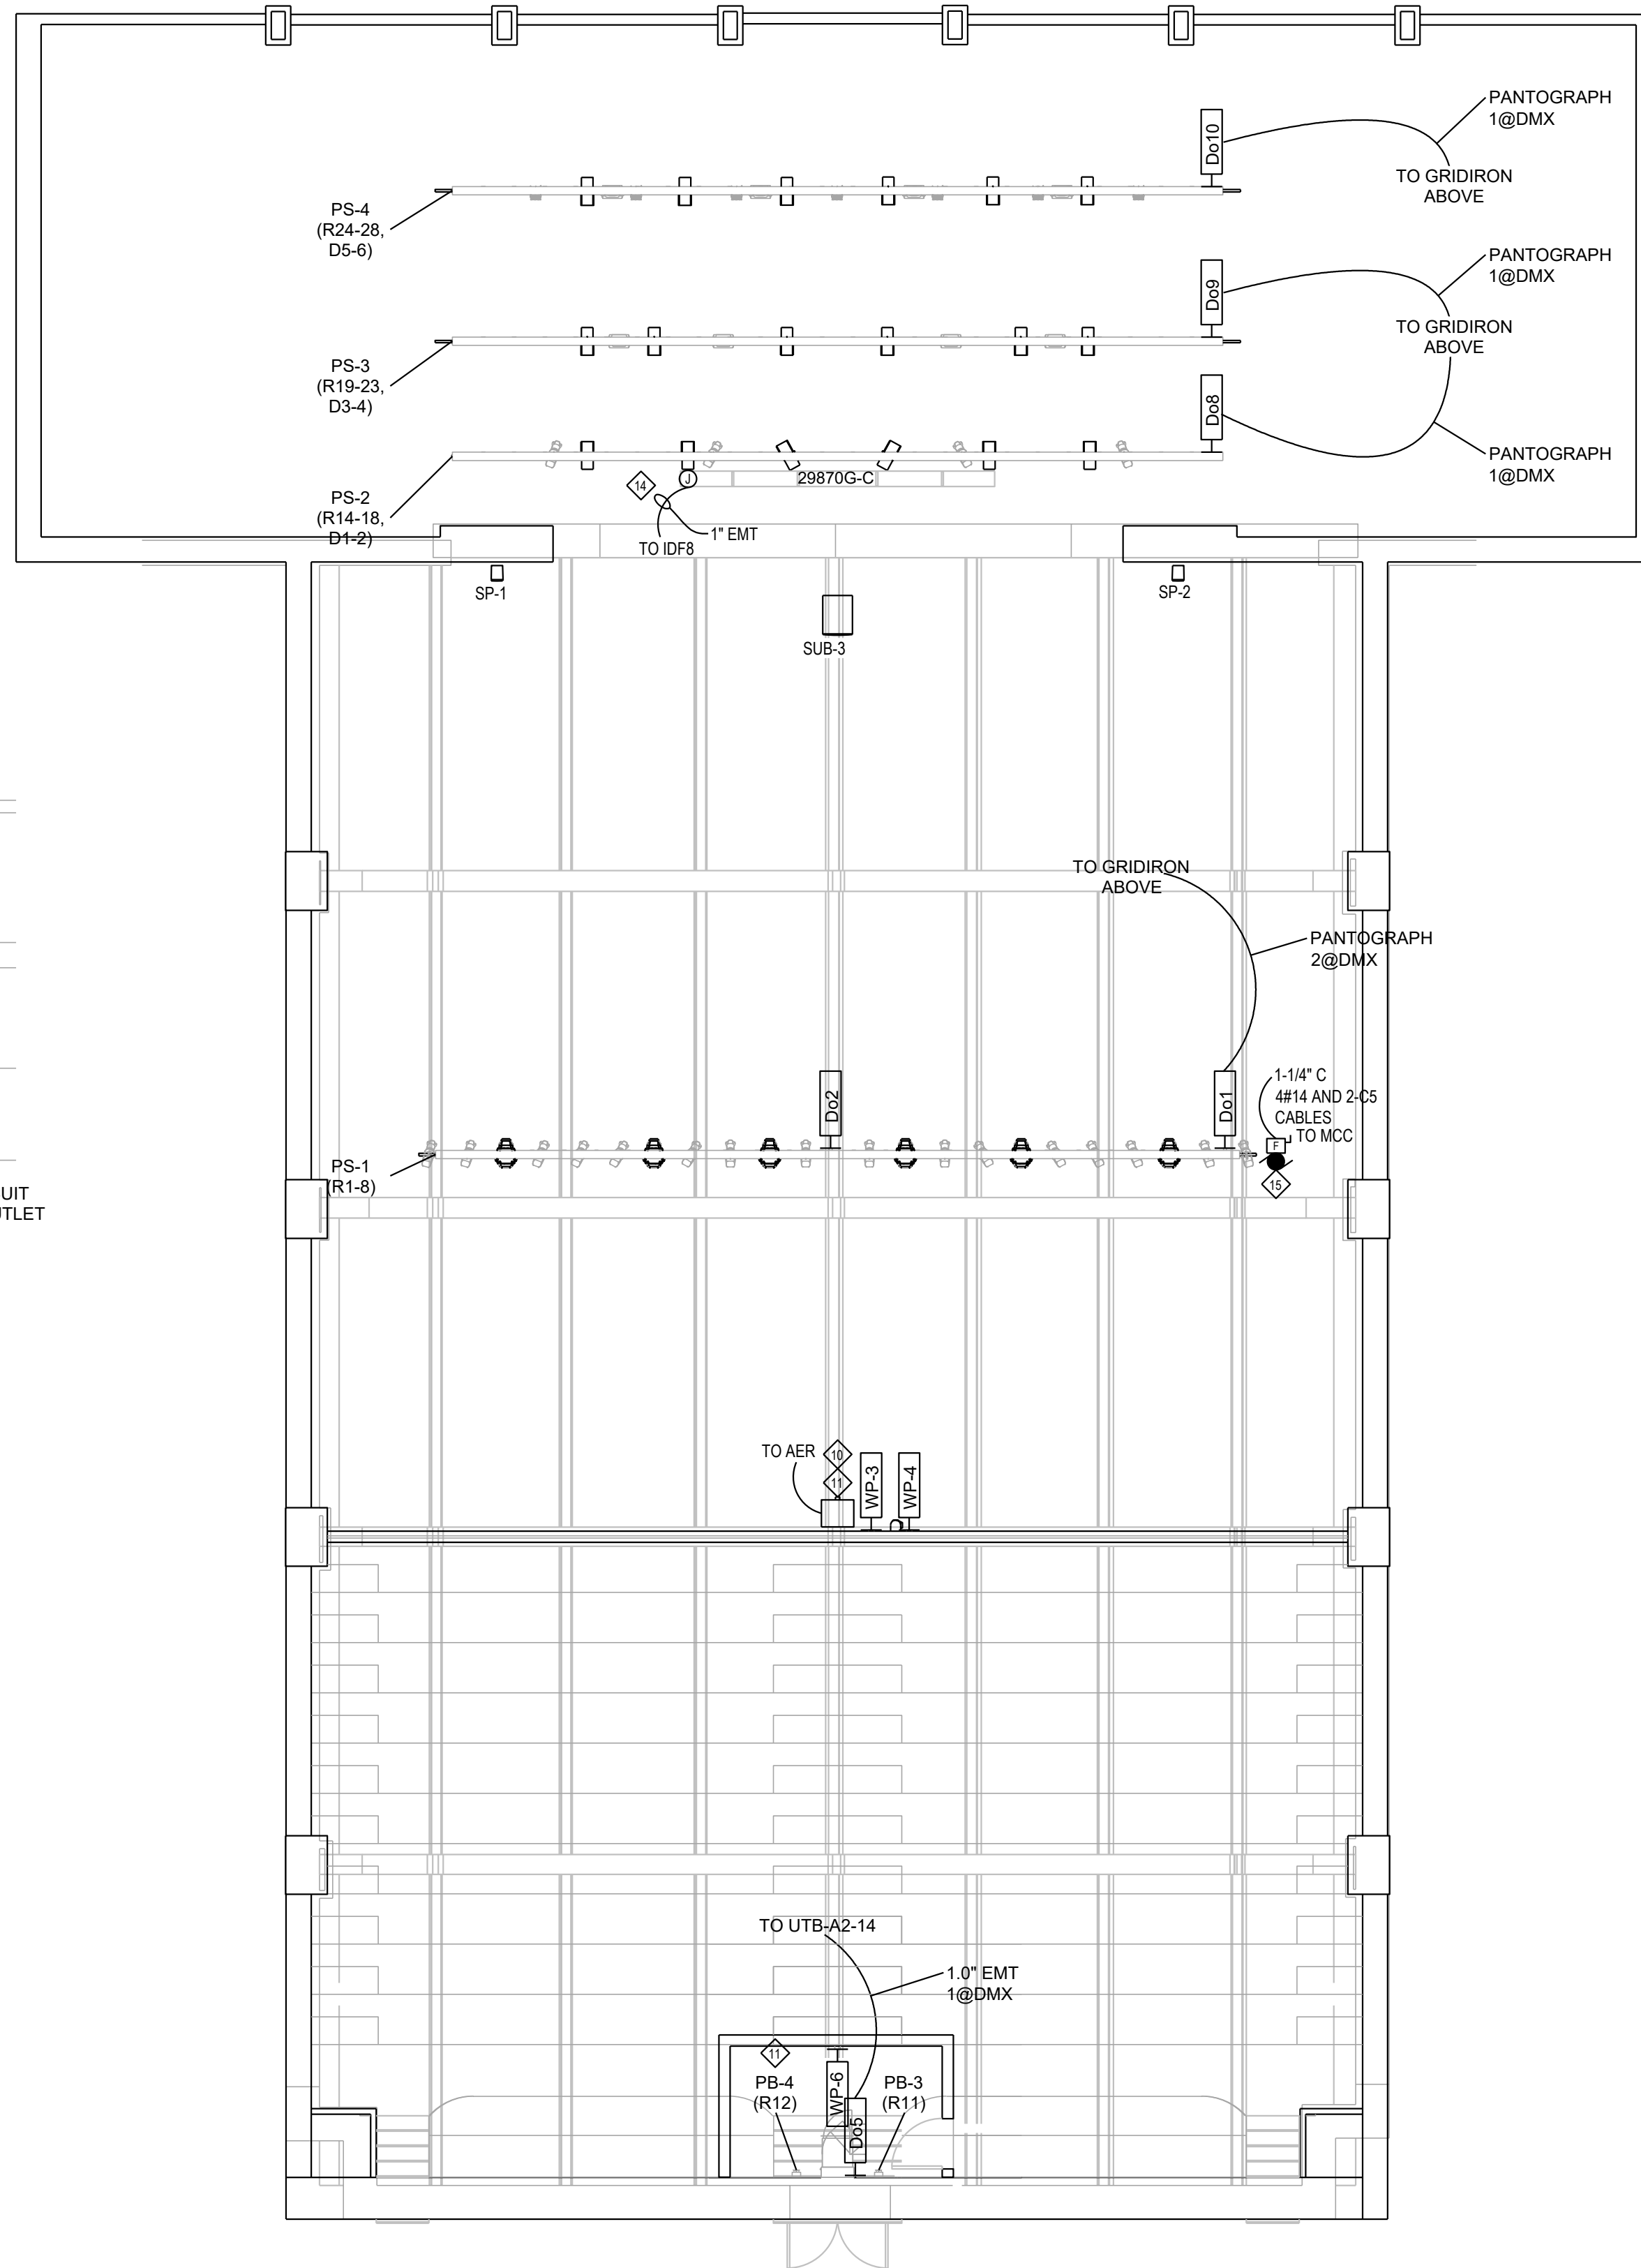 PANTOGRAPH
1@DMX
Do10
TO GRIDIRON
ABOVE
PS-4
(R24-28,
D5-6)
PANTOGRAPH
1@DMX
Do9
TO GRIDIRON
ABOVE
PS-3
(R19-23,
D3-4)
Do8
PANTOGRAPH
1@DMX
29870G-C
14
J
PS-2
(R14-18,
D1-2)
1" EMT
TO IDF8
SP-1
SP-2
SUB-3
TO GRIDIRON
ABOVE
PANTOGRAPH
2@DMX
Do2
Do1
1-1/4" C
4#14 AND 2-C5
CABLES
TO MCC
F
15
PS-1
(R1-8)
UIT
UTLET
TO AER
10
11
WP-3
WP-4
TO UTB-A2-14
1.0" EMT
1@DMX
11
PB-4
(R12)
WP-6
PB-3
(R11)
Do5